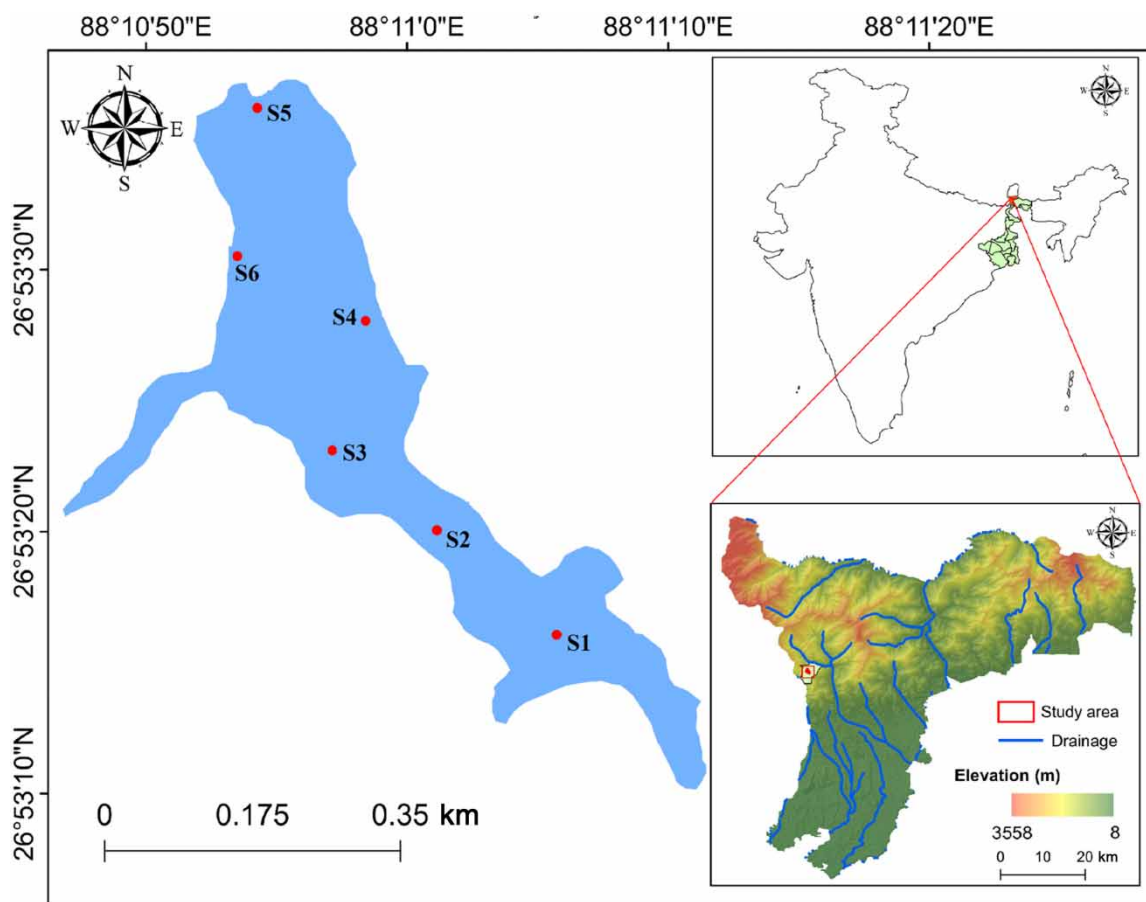 88°10'50"E 88°11'0"E 88°11'10"E 88°11'20"E
N
W E
S
S5
26°53'30"N
S6
S4
S3
26°53'20"N
S2
S1
26°53'10"N
0 0.175 0.35 km
N
W E
S
N
W E
S
Study area
Drainage
Elevation (m)
3558 8
0 10 20 km